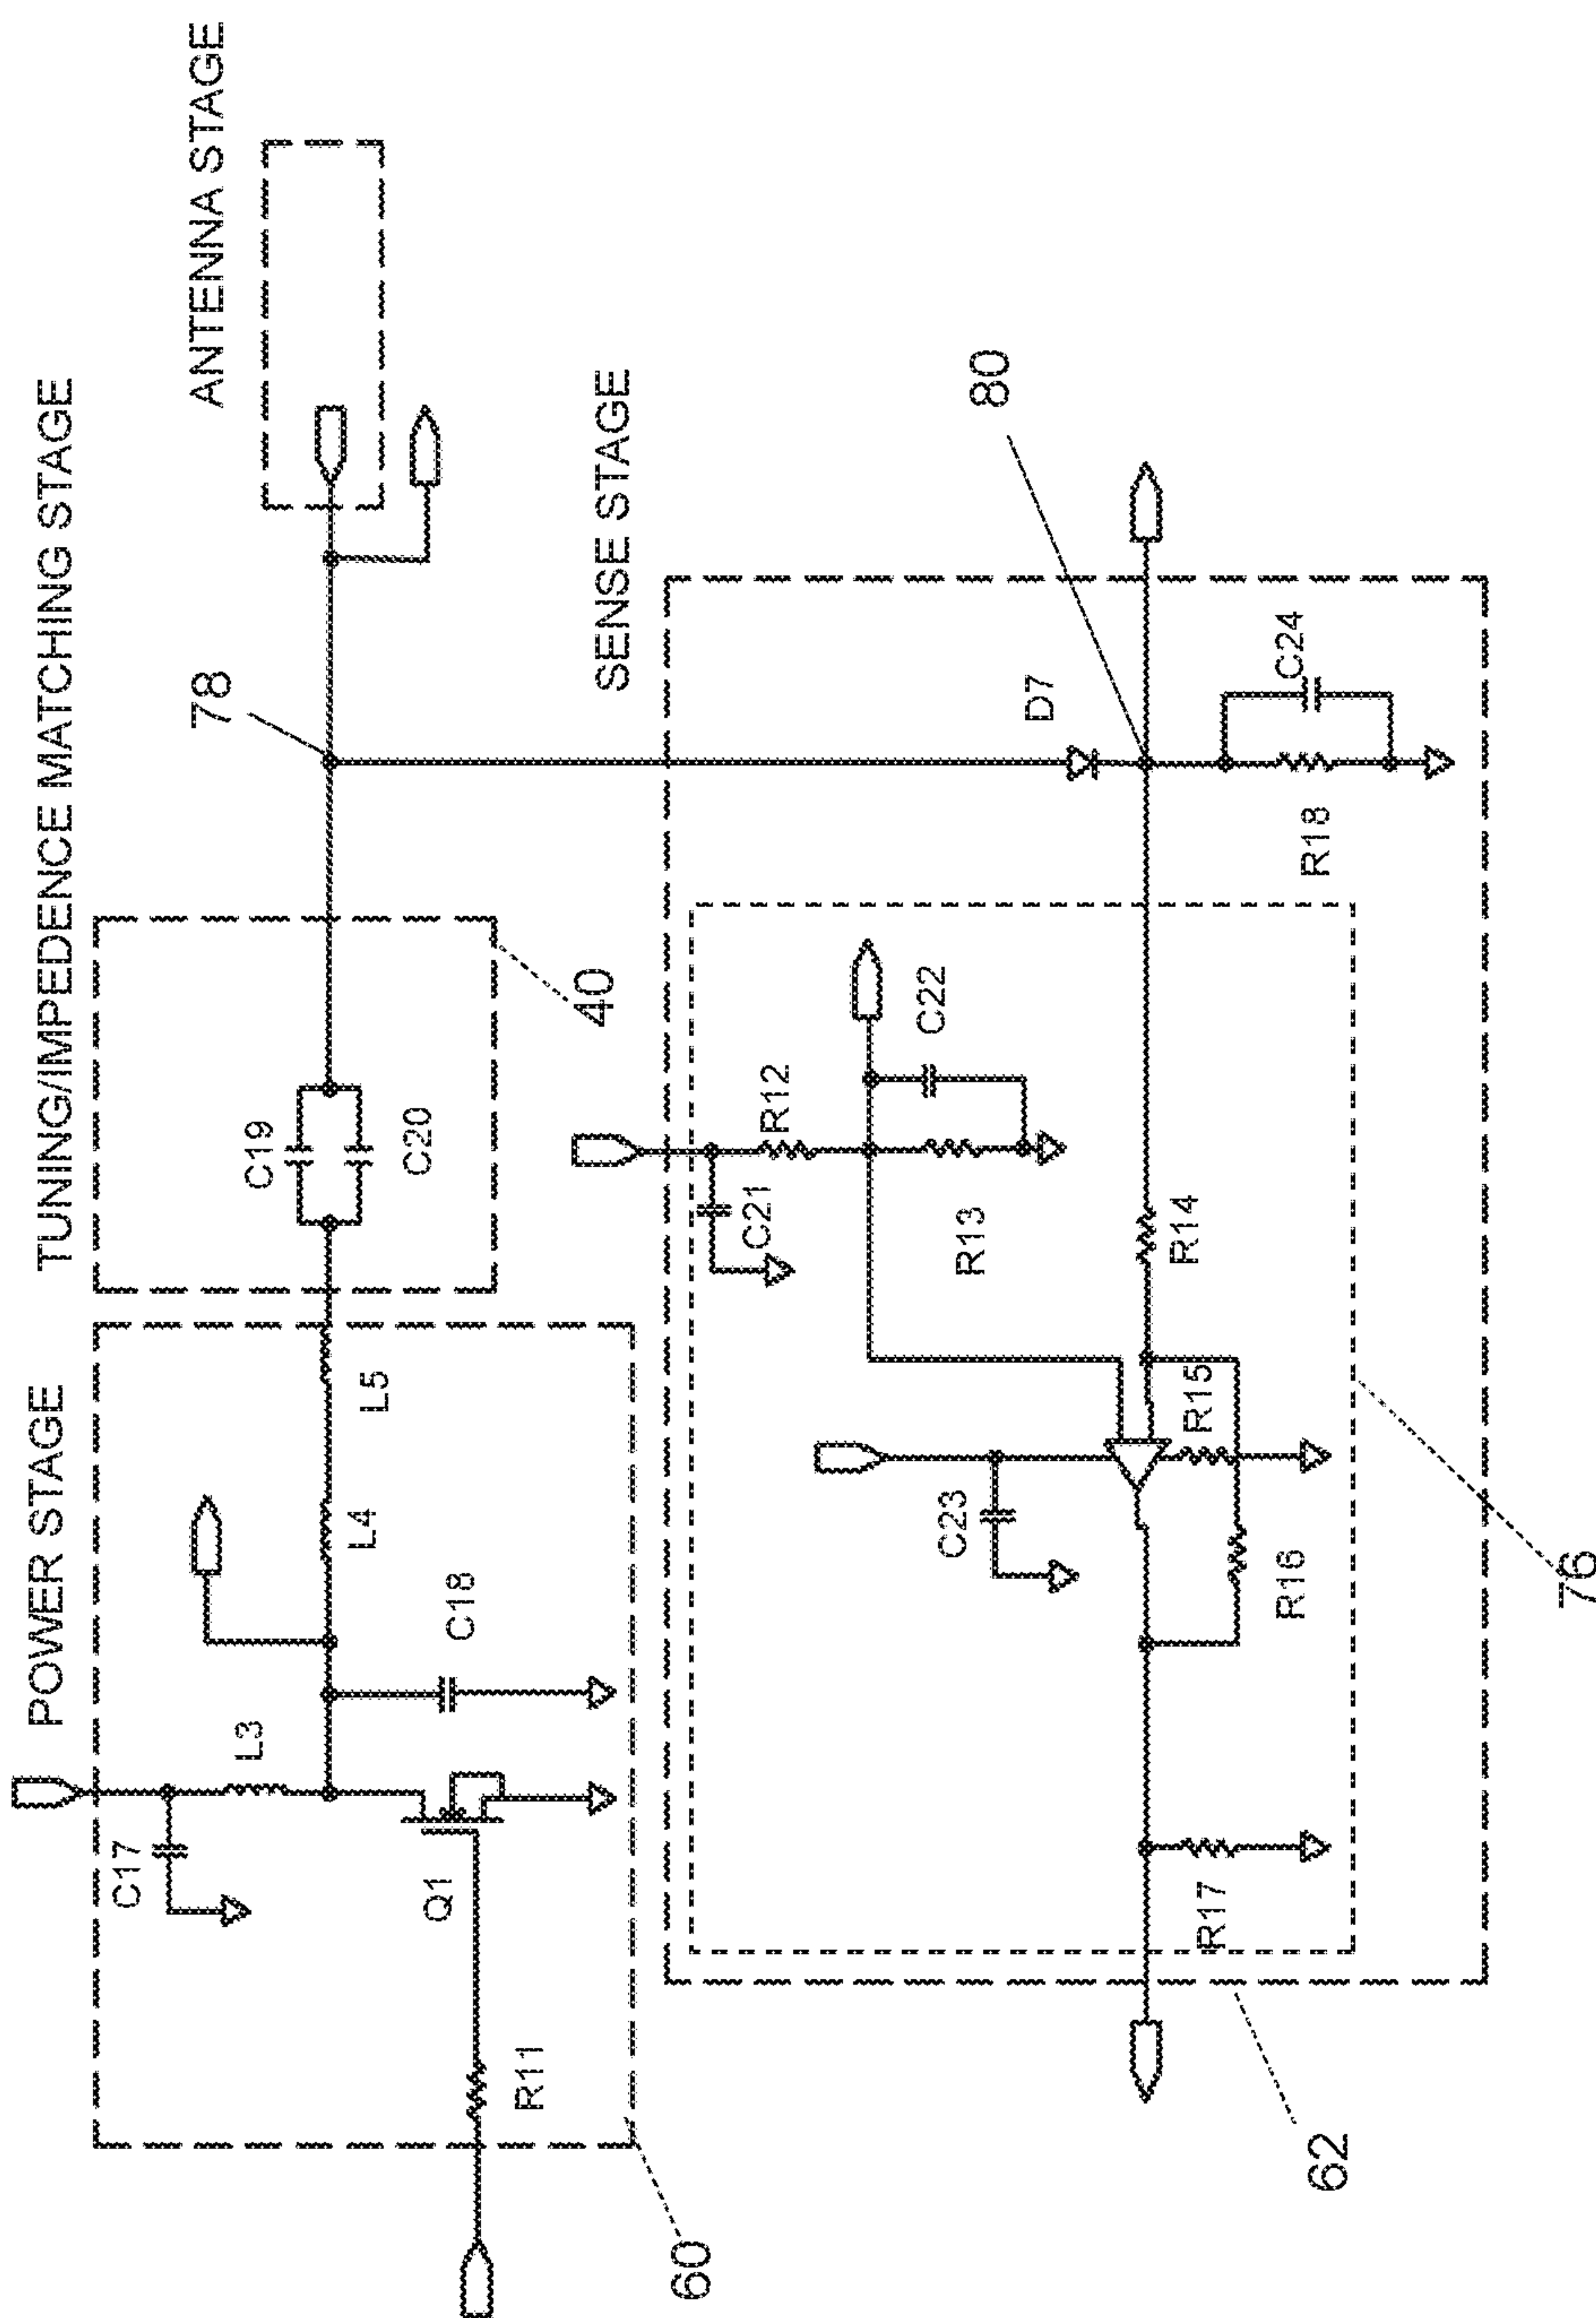 POWER STAGE
TUNING/IMPEDENCE MATCHING STAGE
ANTENNA STAGE
C17
L3
L4
L5
C18
Q1
R11
60
C19
C20
40
78
SENSE STAGE
C21
R12
C22
R13
C23
R14
R15
R16
R17
D7
80
C24
R18
62
76